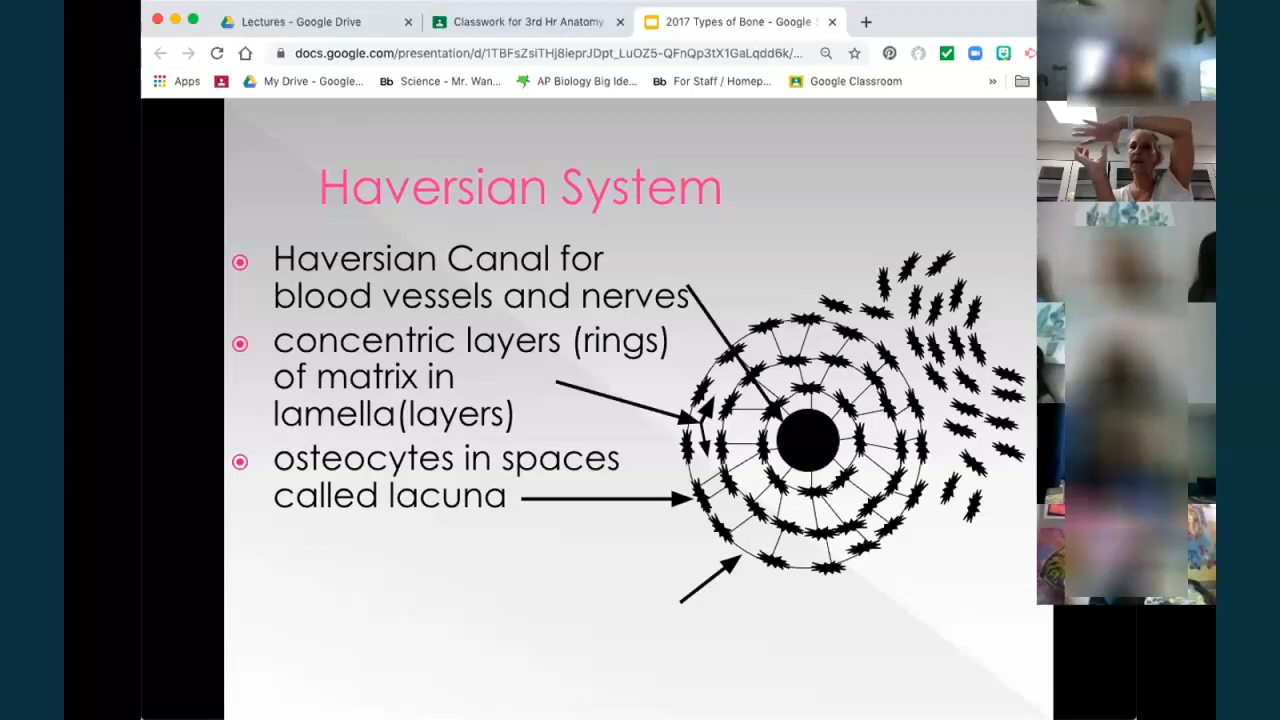 Lectures - Google Drive
Classwork for 3rd Hr Anatomy
2017 Types of Bone - Google
docs.google.com/presentation/d/1TBFsZsiTHj8ieprJDpt_LuOZ5-QFnQp3tX1GaLqdd6k/...
Apps
My Drive - Google...
Bb Science - Mr. Wan...
AP Biology Big Ide...
Bb For Staff / Homep...
Google Classroom
»
Haversian System
Haversian Canal for
blood vessels and nerves
concentric layers (rings)
of matrix in
lamella(layers)
osteocytes in spaces
called lacuna